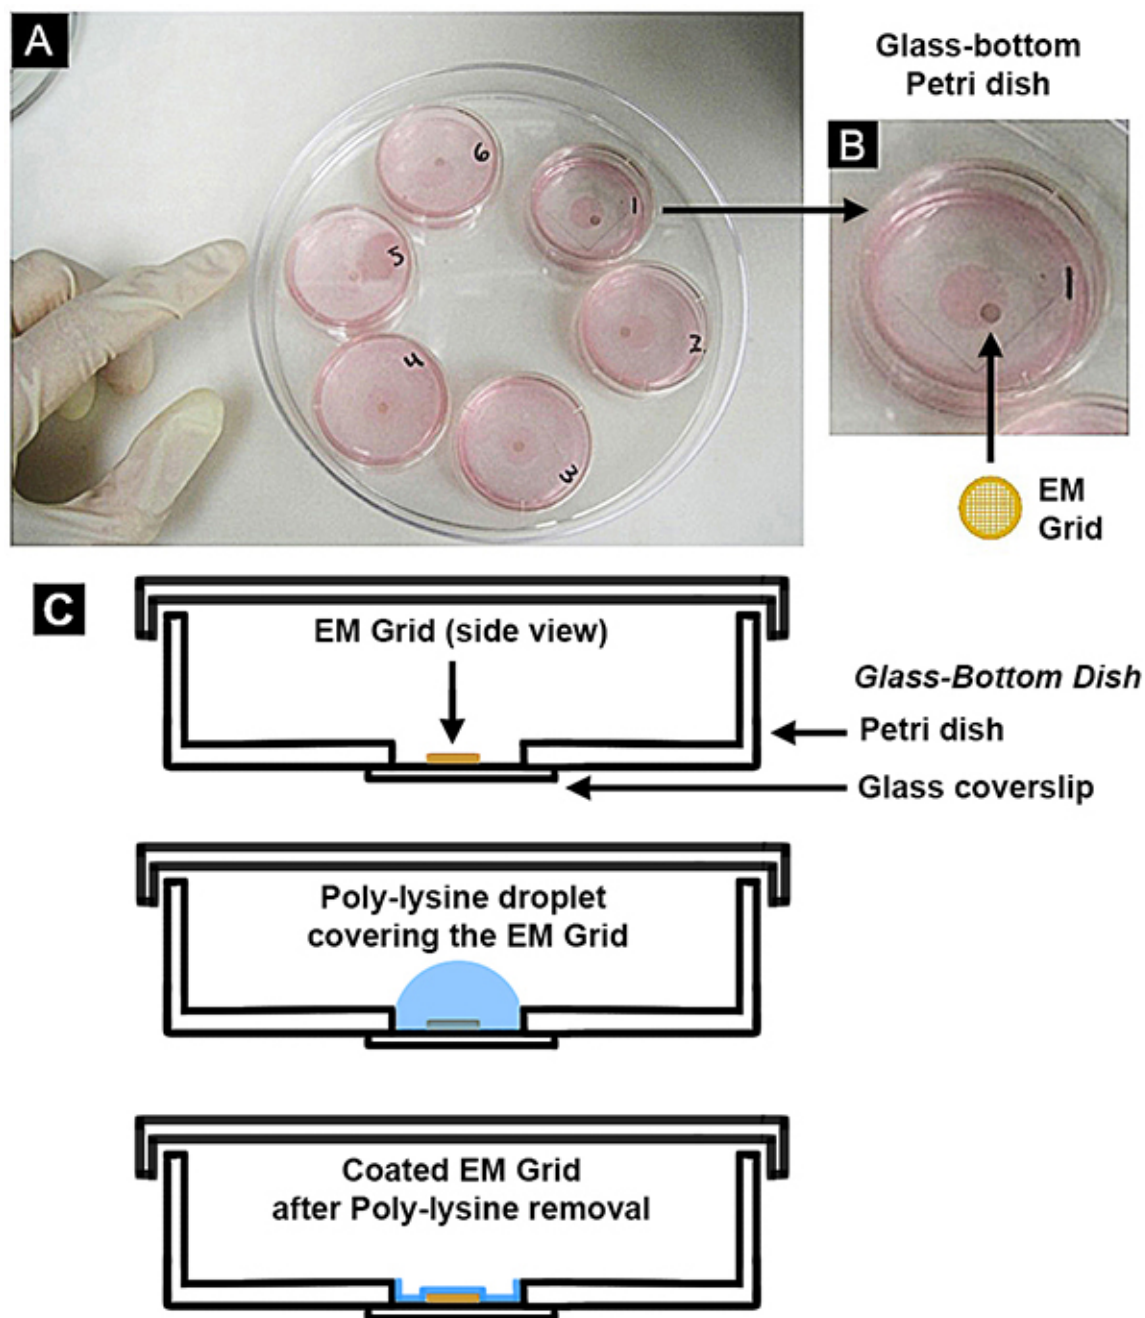 A
6
1
5
2
4
3
Glass-bottom
Petri dish
B
1
EM
Grid
C
EM Grid (side view)
Glass-Bottom Dish
Petri dish
Glass coverslip
Poly-lysine droplet
covering the EM Grid
Coated EM Grid
after Poly-lysine removal